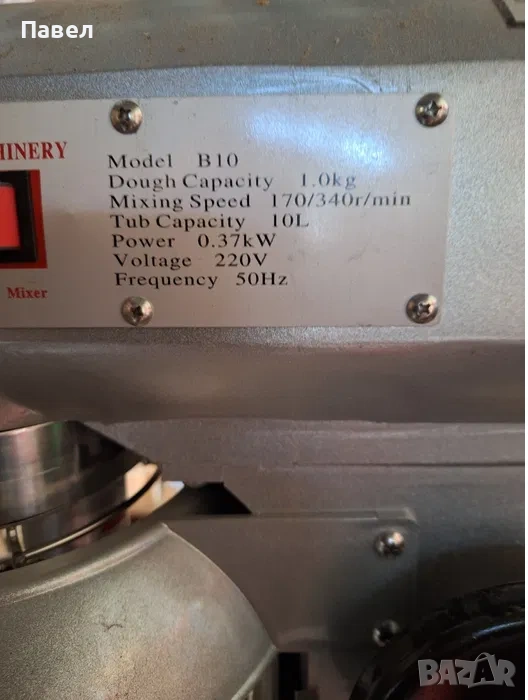 Павел
HINERY
Model B10
Dough Capacity 1.0kg
Mixing Speed 170/340r/min
Tub Capacity 10L
Power 0.37kW
Voltage 220V
Frequency 50Hz
Mixer
BAZAR